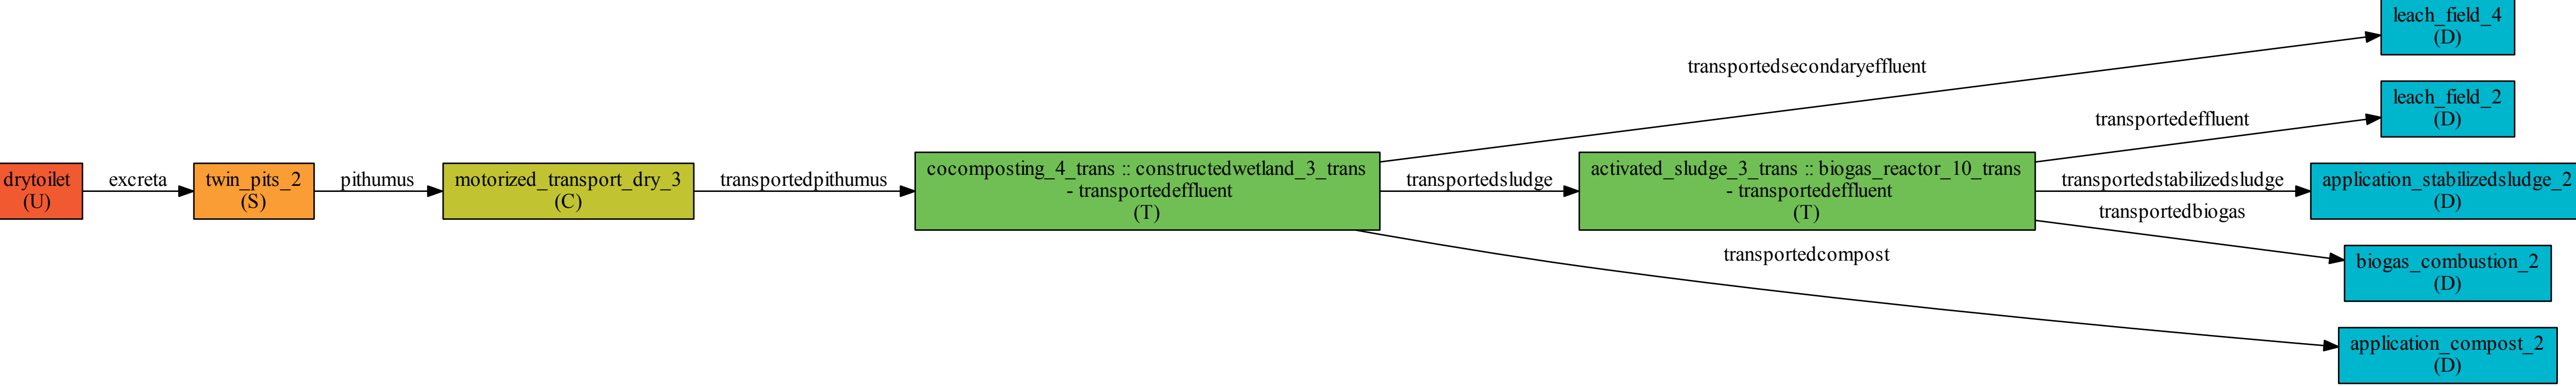 drytoilet
(U)
excreta
twin_pits_2
(S)
pithumus
motorized_transport_dry_3
(C)
transportedpithumus
cocomposting_4_trans :: constructedwetland_3_trans
- transportedeffluent
(T)
transportedsecondaryeffluent
transportedsludge
transportedcompost
activated_sludge_3_trans :: biogas_reactor_10_trans
- transportedeffluent
(T)
transportedeffluent
transportedstabilizedsludge
transportedbiogas
leach_field_4
(D)
leach_field_2
(D)
application_stabilizedsludge_2
(D)
biogas_combustion_2
(D)
application_compost_2
(D)